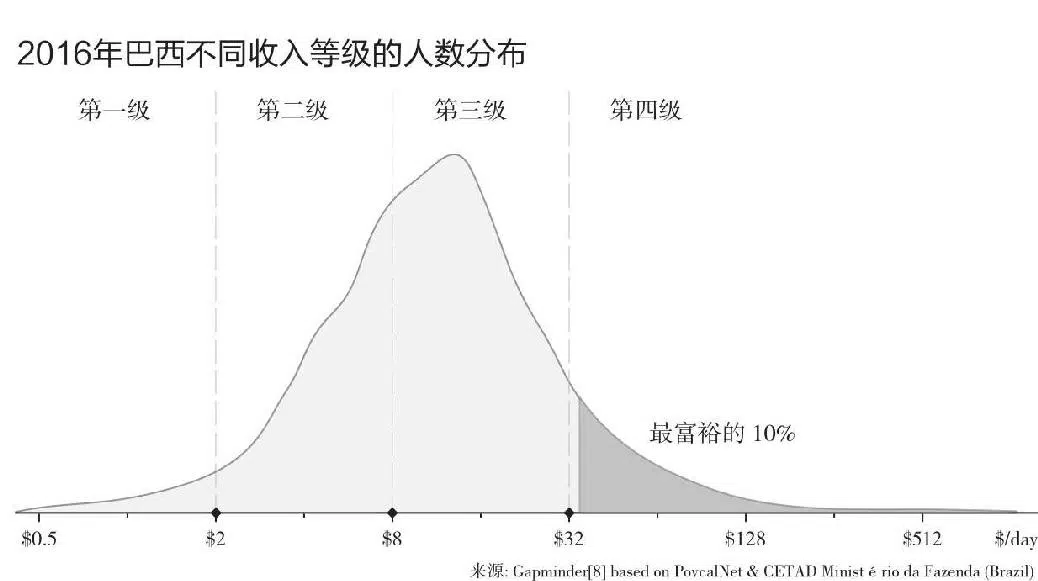 2016年巴西不同收入等级的人数分布
第一级 第二级 第三级 第四级
最富裕的 10%
$0.5 $2 $8 $32 $128 $512 $/day
来源: Gapminder[8] based on PovcalNet & CETAD Minist é rio da Fazenda (Brazil)